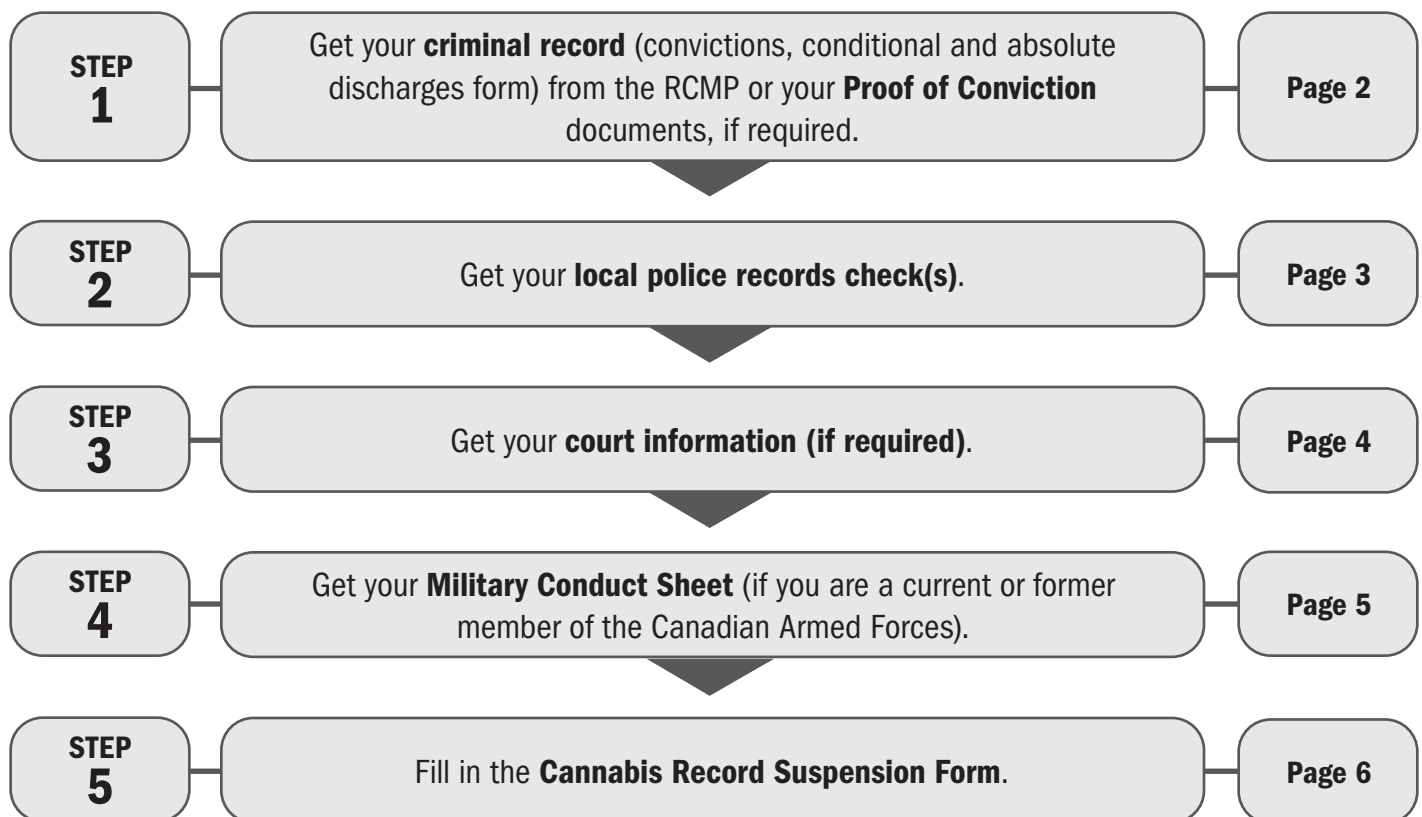 STEP
1
Get your criminal record (convictions, conditional and absolute
discharges form) from the RCMP or your Proof of Conviction
documents, if required.
Page 2
STEP
2
Get your local police records check(s).
Page 3
STEP
3
Get your court information (if required).
Page 4
STEP
4
Get your Military Conduct Sheet (if you are a current or former
member of the Canadian Armed Forces).
Page 5
STEP
5
Fill in the Cannabis Record Suspension Form.
Page 6